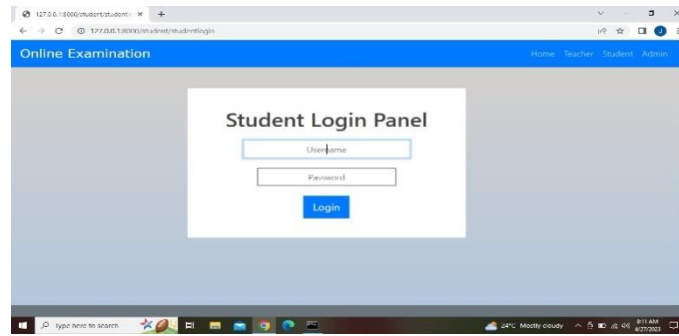 127.0.0.1:8000/student/student
127.0.0.1:8000/student/studentlogin
Online Examination
Home Teacher Student Admin
Student Login Panel
Username
Password
Login
Type here to search
24°C Mostly cloudy
8:11 AM
4/27/2023